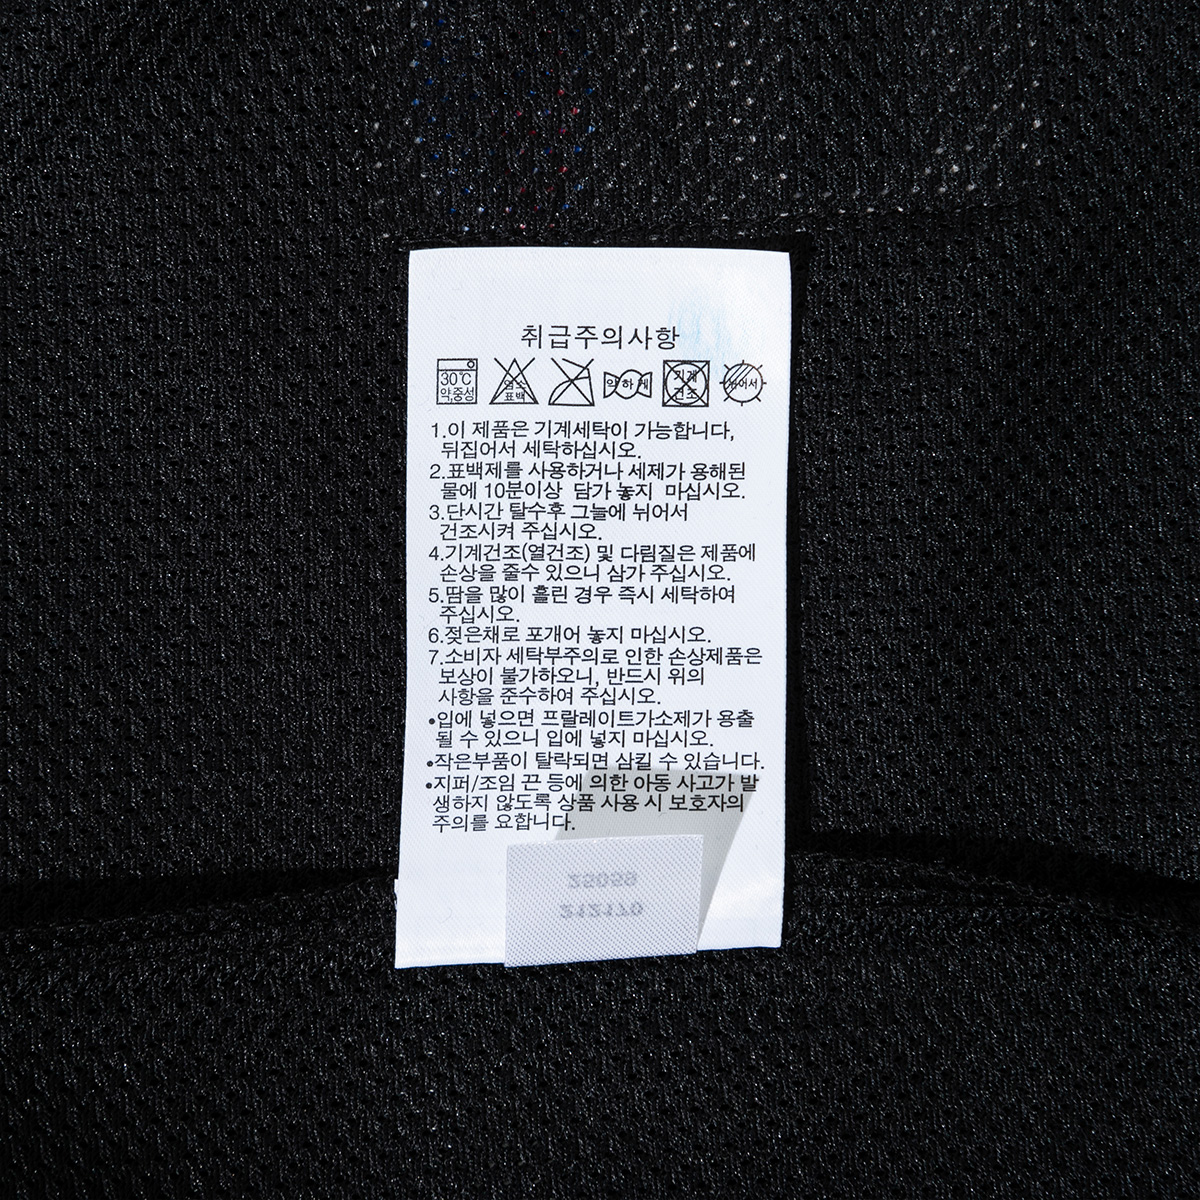 취급주의사항
30℃ 약,중성
염소 표백
약하게
기계 건조
뉘어서
1.이 제품은 기계세탁이 가능합니다,
뒤집어서 세탁하십시오.
2.표백제를 사용하거나 세제가 용해된
물에 10분이상 담가 놓지 마십시오.
3.단시간 탈수후 그늘에 뉘어서
건조시켜 주십시오.
4.기계건조(열건조) 및 다림질은 제품에
손상을 줄수 있으니 삼가 주십시오.
5.땀을 많이 흘린 경우 즉시 세탁하여
주십시오.
6.젖은채로 포개어 놓지 마십시오.
7.소비자 세탁부주의로 인한 손상제품은
보상이 불가하오니, 반드시 위의
사항을 준수하여 주십시오.
•입에 넣으면 프탈레이트가소제가 용출
될 수 있으니 입에 넣지 마십시오.
•작은부품이 탈락되면 삼킬 수 있습니다.
•지퍼/조임 끈 등에 의한 아동 사고가 발
생하지 않도록 상품 사용 시 보호자의
주의를 요합니다.
25059
212170